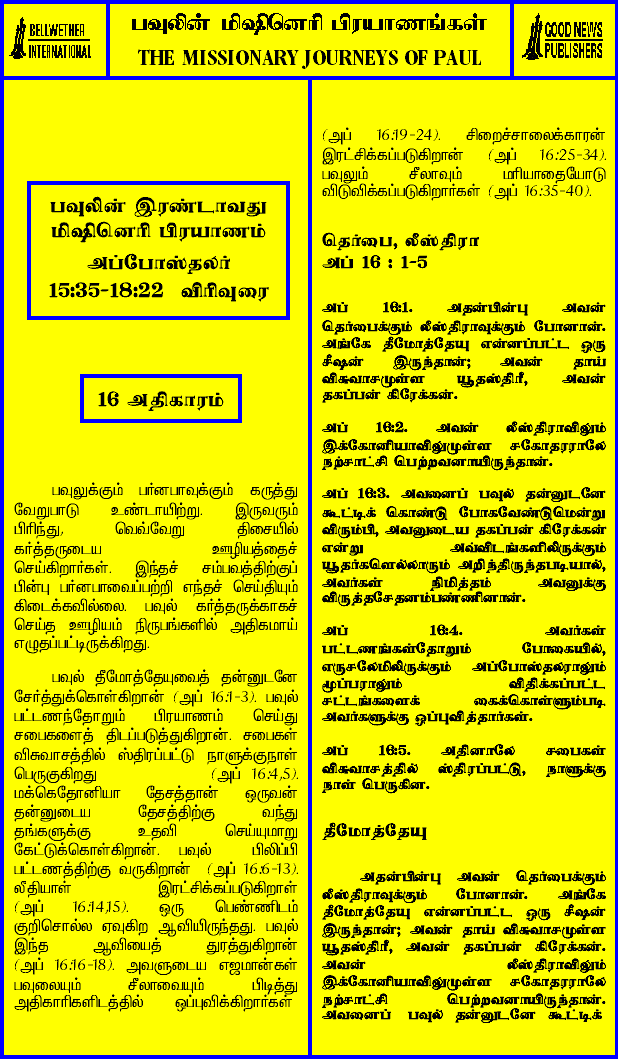 BELLWETHER
INTERNATIONAL
பவுலின் மிஷினெரி பிரயாணங்கள்
THE MISSIONARY JOURNEYS OF PAUL
GOOD NEWS
PUBLISHERS
பவுலின் இரண்டாவது
மிஷினெரி பிரயாணம்
அப்போஸ்தலர்
15:35-18:22 விரிவுரை
16 அதிகாரம்
பவுலுக்கும் பர்னபாவுக்கும் கருத்து
வேறுபாடு உண்டாயிற்று. இருவரும்
பிரிந்து, வெவ்வேறு திசையில்
கர்த்தருடைய ஊழியத்தைச்
செய்கிறார்கள். இந்தச் சம்பவத்திற்குப்
பின்பு பர்னபாவைப்பற்றி எந்தச் செய்தியும்
கிடைக்கவில்லை. பவுல் கர்த்தருக்காகச்
செய்த ஊழியம் நிருபங்களில் அதிகமாய்
எழுதப்பட்டிருக்கிறது.
பவுல் தீமோத்தேயுவைத் தன்னுடனே
சேர்த்துக்கொள்கிறான் (அப் 16:1-3). பவுல்
பட்டணந்தோறும் பிரயாணம் செய்து
சபைகளைத் திடப்படுத்துகிறான். சபைகள்
விசுவாசத்தில் ஸ்திரப்பட்டு நாளுக்குநாள்
பெருகுகிறது (அப் 16:4,5).
மக்கெதோனியா தேசத்தான் ஒருவன்
தன்னுடைய தேசத்திற்கு வந்து
தங்களுக்கு உதவி செய்யுமாறு
கேட்டுக்கொள்கிறான். பவுல் பிலிப்பி
பட்டணத்திற்கு வருகிறான் (அப் 16:6-13).
லீதியாள் இரட்சிக்கப்படுகிறாள்
(அப் 16:14,15). ஒரு பெண்ணிடம்
குறிசொல்ல ஏவுகிற ஆவியிருந்தது. பவுல்
இந்த ஆவியைத் துரத்துகிறான்
(அப் 16:16-18). அவளுடைய எஜமான்கள்
பவுலையும் சீலாவையும் பிடித்து
அதிகாரிகளிடத்தில் ஒப்புவிக்கிறார்கள்
(அப் 16:19-24). சிறைச்சாலைக்காரன்
இரட்சிக்கப்படுகிறான் (அப் 16:25-34).
பவுலும் சீலாவும் மரியாதையோடு
விடுவிக்கப்படுகிறார்கள் (அப் 16:35-40).
தெர்பை, லீஸ்திரா
அப் 16 : 1-5
அப் 16:1. அதன்பின்பு அவன்
தெர்பைக்கும் லீஸ்திராவுக்கும் போனான்.
அங்கே தீமோத்தேயு என்னப்பட்ட ஒரு
சீஷன் இருந்தான்; அவன் தாய்
விசுவாசமுள்ள யூதஸ்திரீ, அவன்
தகப்பன் கிரேக்கன்.
அப் 16:2. அவன் லீஸ்திராவிலும்
இக்கோனியாவிலுமுள்ள சகோதரராலே
நற்சாட்சி பெற்றவனாயிருந்தான்.
அப் 16:3. அவனைப் பவுல் தன்னுடனே
கூட்டிக் கொண்டு போகவேண்டுமென்று
விரும்பி, அவனுடைய தகப்பன் கிரேக்கன்
என்று அவ்விடங்களிலிருக்கும்
யூதர்களெல்லாரும் அறிந்திருந்தபடியால்,
அவர்கள் நிமித்தம் அவனுக்கு
விருத்தசேதனம்பண்ணினான்.
அப் 16:4. அவர்கள்
பட்டணங்கள்தோறும் போகையில்,
எருசலேமிலிருக்கும் அப்போஸ்தலராலும்
மூப்பராலும் விதிக்கப்பட்ட
சட்டங்களைக் கைக்கொள்ளும்படி
அவர்களுக்கு ஒப்புவித்தார்கள்.
அப் 16:5. அதினாலே சபைகள்
விசுவாசத்தில் ஸ்திரப்பட்டு, நாளுக்கு
நாள் பெருகின.
தீமோத்தேயு
அதன்பின்பு அவன் தெர்பைக்கும்
லீஸ்திராவுக்கும் போனான். அங்கே
தீமோத்தேயு என்னப்பட்ட ஒரு சீஷன்
இருந்தான்; அவன் தாய் விசுவாசமுள்ள
யூதஸ்திரீ, அவன் தகப்பன் கிரேக்கன்.
அவன் லீஸ்திராவிலும்
இக்கோனியாவிலுமுள்ள சகோதரராலே
நற்சாட்சி பெற்றவனாயிருந்தான்.
அவனைப் பவுல் தன்னுடனே கூட்டிக்